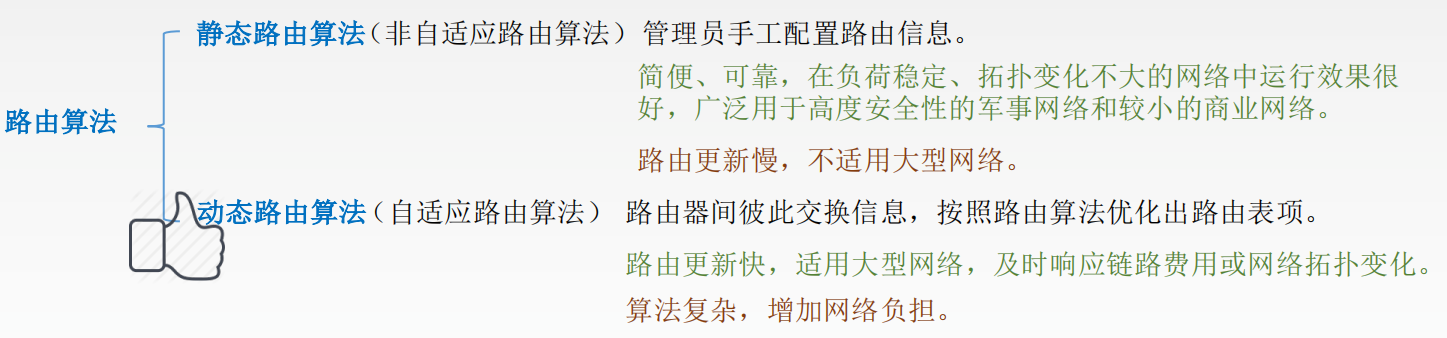 静态路由算法（非自适应路由算法）管理员手工配置路由信息。
简便、可靠，在负荷稳定、拓扑变化不大的网络中运行效果很
好，广泛用于高度安全性的军事网络和较小的商业网络。
路由算法
路由更新慢，不适用大型网络。
动态路由算法（自适应路由算法） 路由器间彼此交换信息，按照路由算法优化出路由表项。
路由更新快，适用大型网络，及时响应链路费用或网络拓扑变化。
算法复杂，增加网络负担。